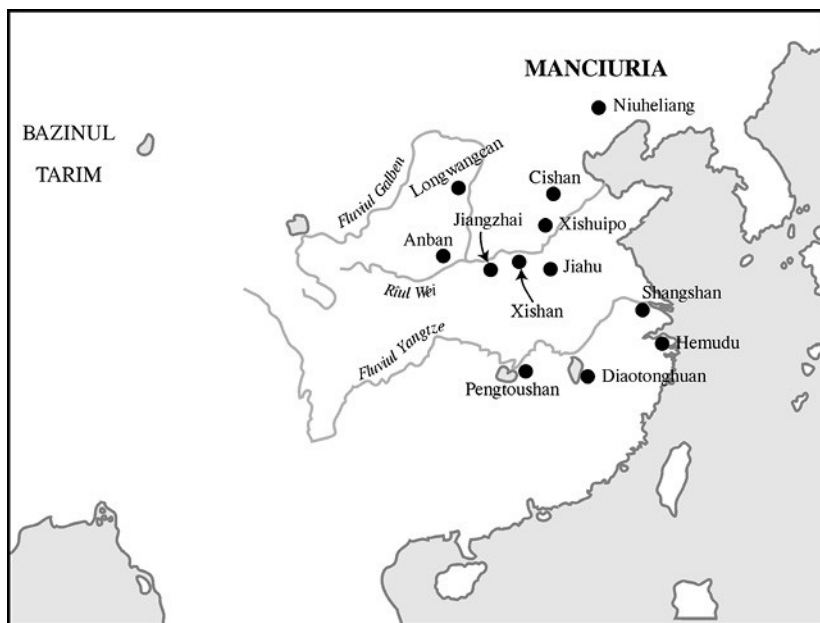 MANCIURIA
Niuheliang
BAZINUL
TARIM
Longwangcan
Fluviul Galben
Cishan
Jiangzhai
Xishuipo
Anban
Jiahu
Rîul Wei
Xishan
Shangshan
Hemudu
Fluviul Yangtze
Pengtoushan
Diaotonghuan